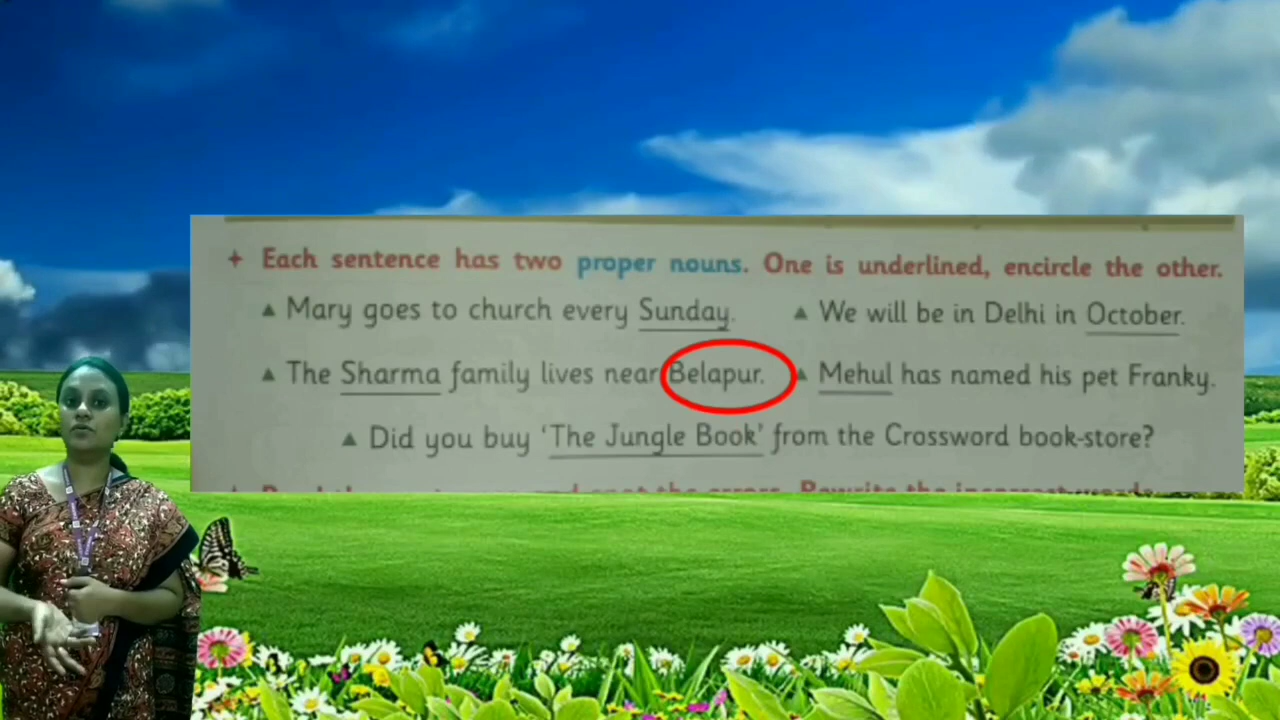 + Each sentence has two proper nouns. One is underlined, encircle the other.
▲ Mary goes to church every Sunday. ▲ We will be in Delhi in October.
▲ The Sharma family lives near Belapur. ▲ Mehul has named his pet Franky.
▲ Did you buy ‘The Jungle Book’ from the Crossword book-store?